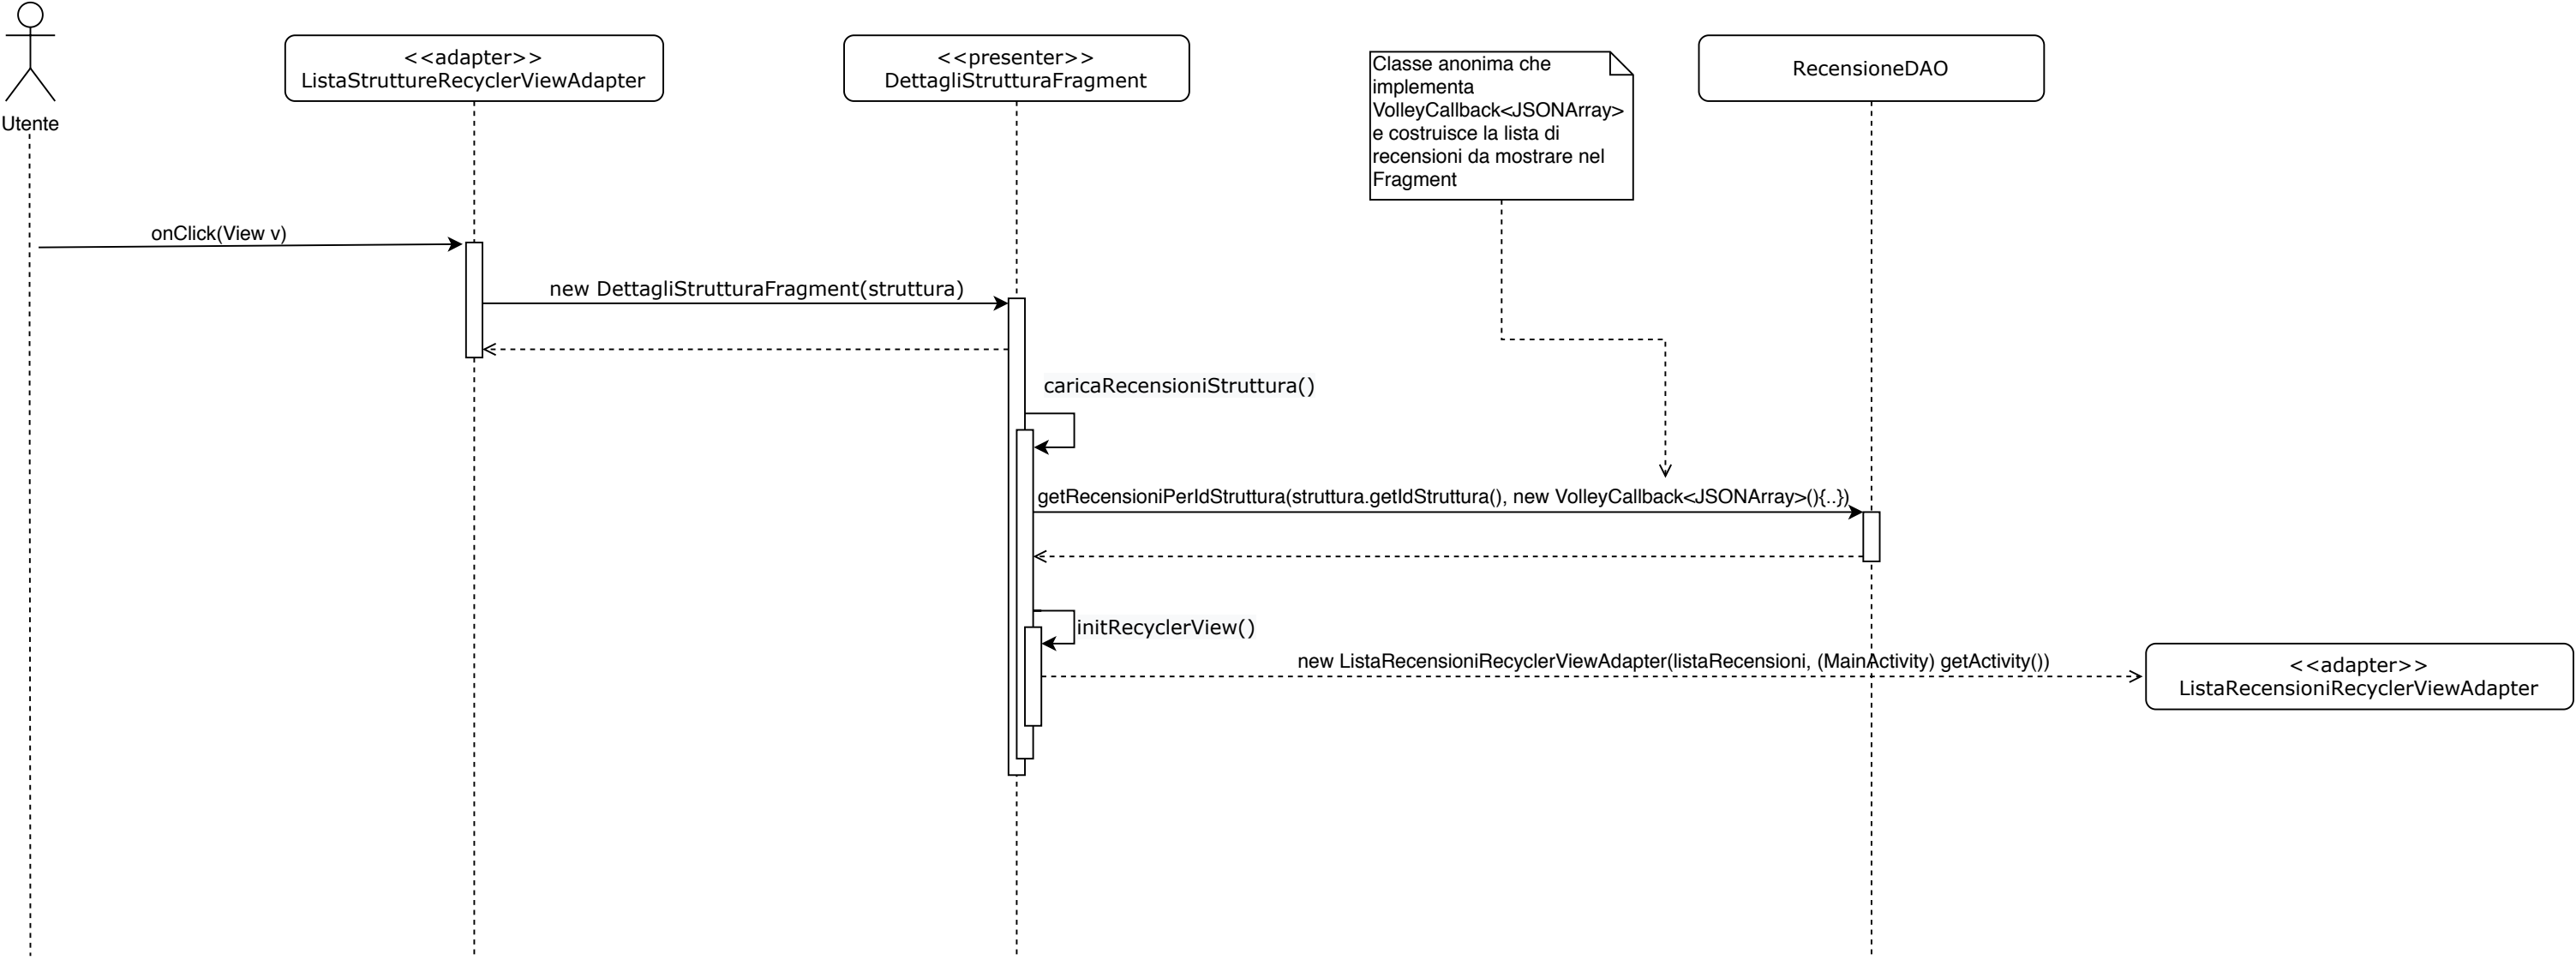 Utente
<<adapter>>
ListaStruttureRecyclerViewAdapter
<<presenter>>
DettagliStrutturaFragment
Classe anonima che
implementa
VolleyCallback<JSONArray>
e costruisce la lista di
recensioni da mostrare nel
Fragment
RecensioneDAO
onClick(View v)
new DettagliStrutturaFragment(struttura)
caricaRecensioniStruttura()
getRecensioniPerIdStruttura(struttura.getIdStruttura(), new VolleyCallback<JSONArray>(){..})
initRecyclerView()
new ListaRecensioniRecyclerViewAdapter(listaRecensioni, (MainActivity) getActivity())
<<adapter>>
ListaRecensioniRecyclerViewAdapter